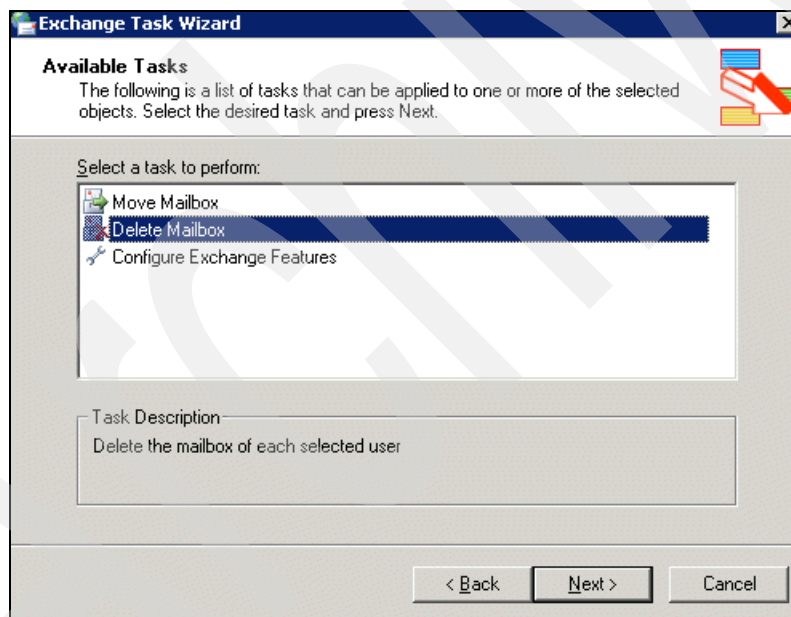 Exchange Task Wizard
Available Tasks
The following is a list of tasks that can be applied to one or more of the selected
objects. Select the desired task and press Next.
Select a task to perform:
Move Mailbox
Delete Mailbox
Configure Exchange Features
Task Description
Delete the mailbox of each selected user
< Back
Next >
Cancel